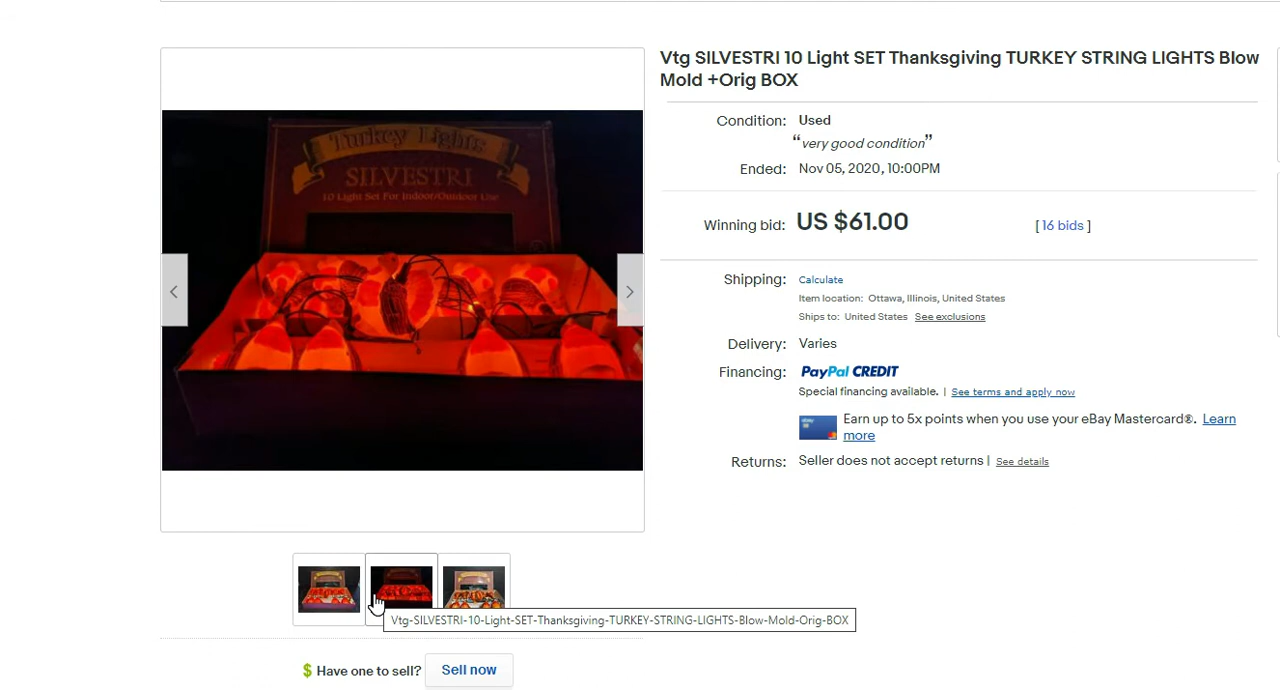 Vtg SILVESTRI 10 Light SET Thanksgiving TURKEY STRING LIGHTS Blow
Mold +Orig BOX
Turkey Lights
SILVESTRI
10 Light Set For Indoor/Outdoor Use
Condition: Used
“very good condition”
Ended: Nov 05, 2020, 10:00PM
Winning bid: US $61.00 [ 16 bids ]
Shipping: Calculate
Item location: Ottawa, Illinois, United States
Ships to: United States See exclusions
Delivery: Varies
Financing: PayPal CREDIT
Special financing available. | See terms and apply now
Earn up to 5x points when you use your eBay Mastercard®. Learn
more
Returns: Seller does not accept returns | See details
Vtg-SILVESTRI-10-Light-SET-Thanksgiving-TURKEY-STRING-LIGHTS-Blow-Mold-Orig-BOX
$ Have one to sell? Sell now